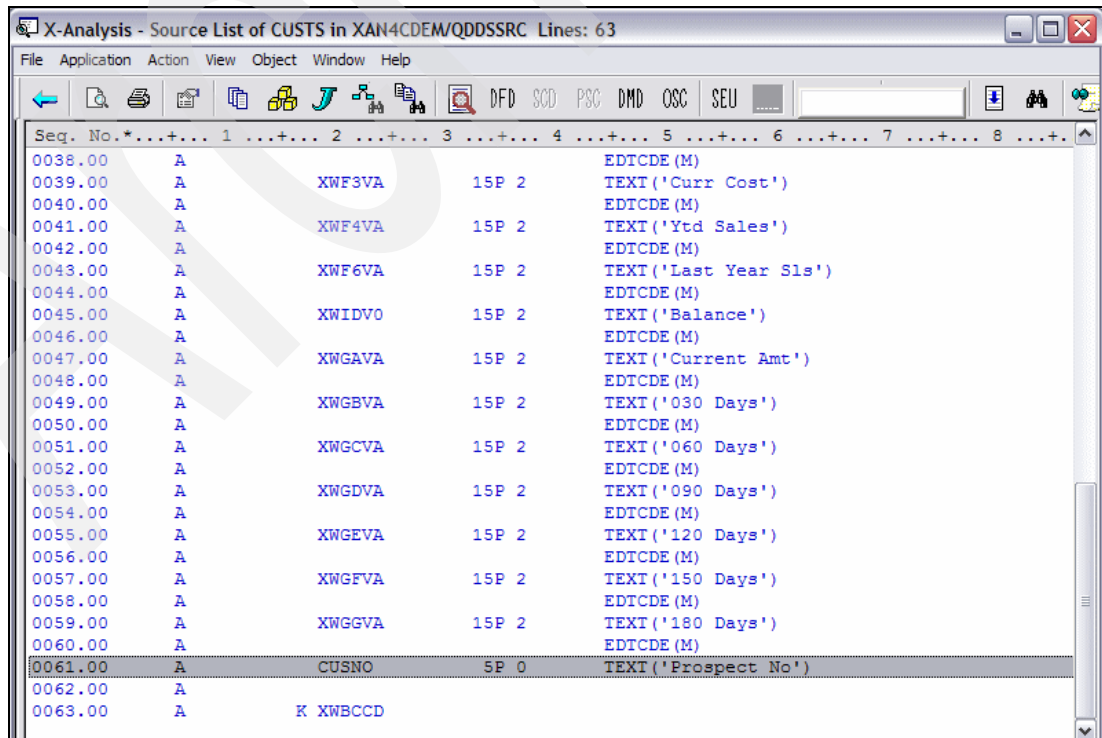 X-Analysis - Source List of CUSTS in XAN4CDEM/QDDSSRC Lines: 63
File Application Action View Object Window Help
DFD SCD PSC DMD OSC SEU
Seq. No.*...+... 1 ...+... 2 ...+... 3 ...+... 4 ...+... 5 ...+... 6 ...+... 7 ...+... 8 ...+.
0038.00 A EDTCDE(M)
0039.00 A XWF3VA 15P 2 TEXT('Curr Cost')
0040.00 A EDTCDE(M)
0041.00 A XWF4VA 15P 2 TEXT('Ytd Sales')
0042.00 A EDTCDE(M)
0043.00 A XWF6VA 15P 2 TEXT('Last Year Sls')
0044.00 A EDTCDE(M)
0045.00 A XWIDV0 15P 2 TEXT('Balance')
0046.00 A EDTCDE(M)
0047.00 A XWGAVA 15P 2 TEXT('Current Amt')
0048.00 A EDTCDE(M)
0049.00 A XWGBVA 15P 2 TEXT('030 Days')
0050.00 A EDTCDE(M)
0051.00 A XWGCVA 15P 2 TEXT('060 Days')
0052.00 A EDTCDE(M)
0053.00 A XWGDVA 15P 2 TEXT('090 Days')
0054.00 A EDTCDE(M)
0055.00 A XWGEVA 15P 2 TEXT('120 Days')
0056.00 A EDTCDE(M)
0057.00 A XWGFVA 15P 2 TEXT('150 Days')
0058.00 A EDTCDE(M)
0059.00 A XWGGVA 15P 2 TEXT('180 Days')
0060.00 A EDTCDE(M)
0061.00 A CUSNO 5P 0 TEXT('Prospect No')
0062.00 A
0063.00 A K XWBCCD